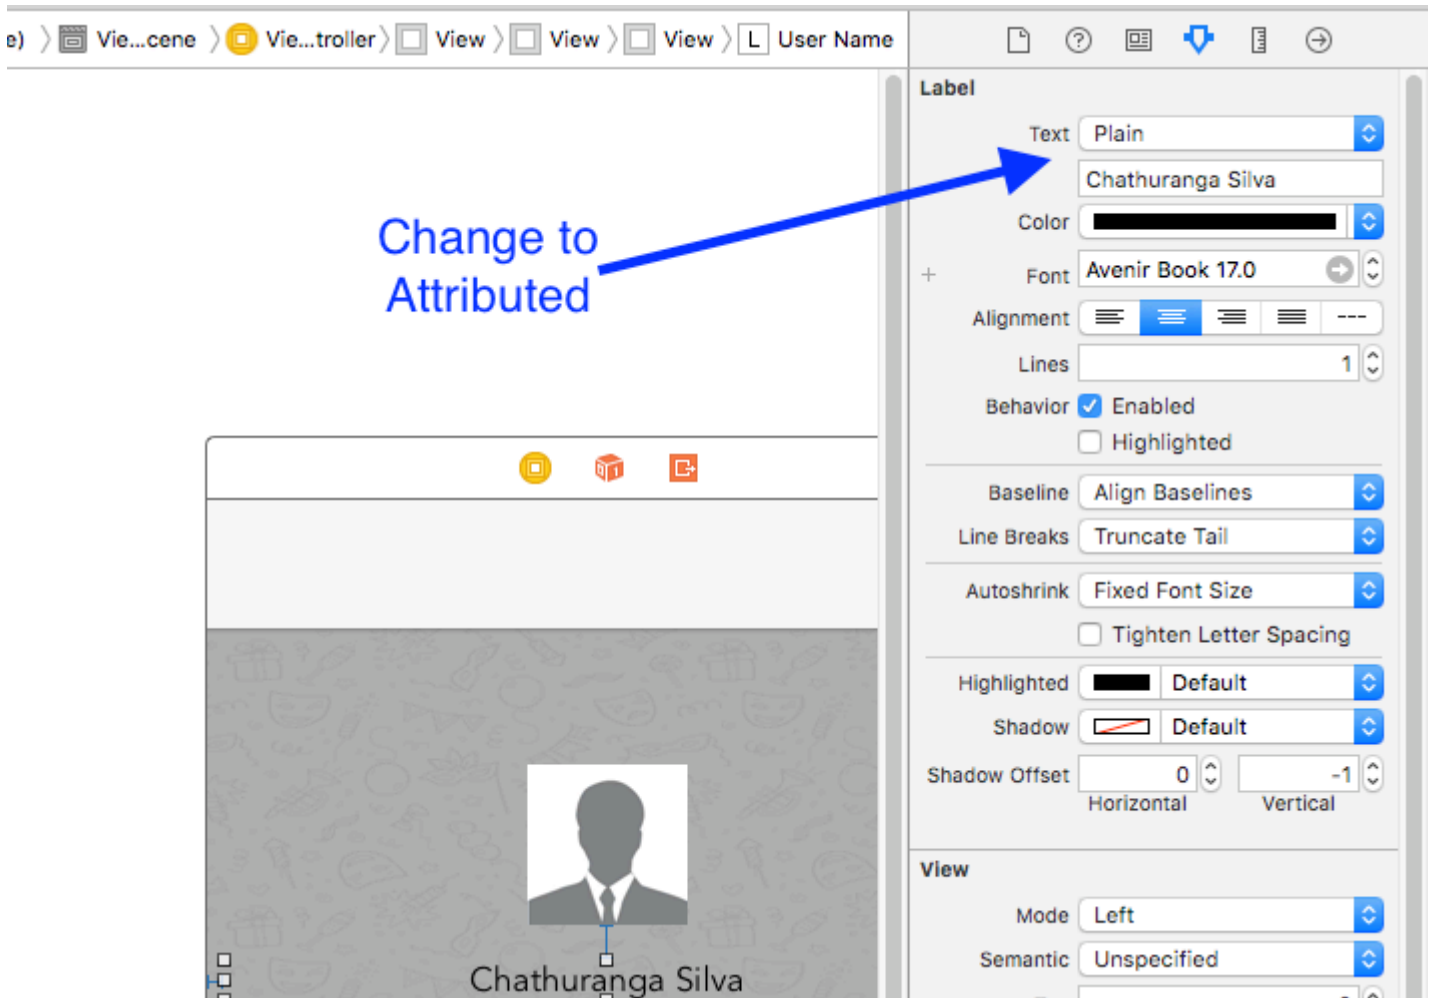 e) Vie...cene Vie...troller View View View L User Name
Label
Text Plain
Chathuranga Silva
Color
Font Avenir Book 17.0
Alignment
Lines 1
Behavior Enabled
Highlighted
Baseline Align Baselines
Line Breaks Truncate Tail
Autoshrink Fixed Font Size
Tighten Letter Spacing
Highlighted Default
Shadow Default
Shadow Offset 0 -1
Horizontal Vertical
View
Mode Left
Semantic Unspecified
Change to
Attributed
Chathuranga Silva